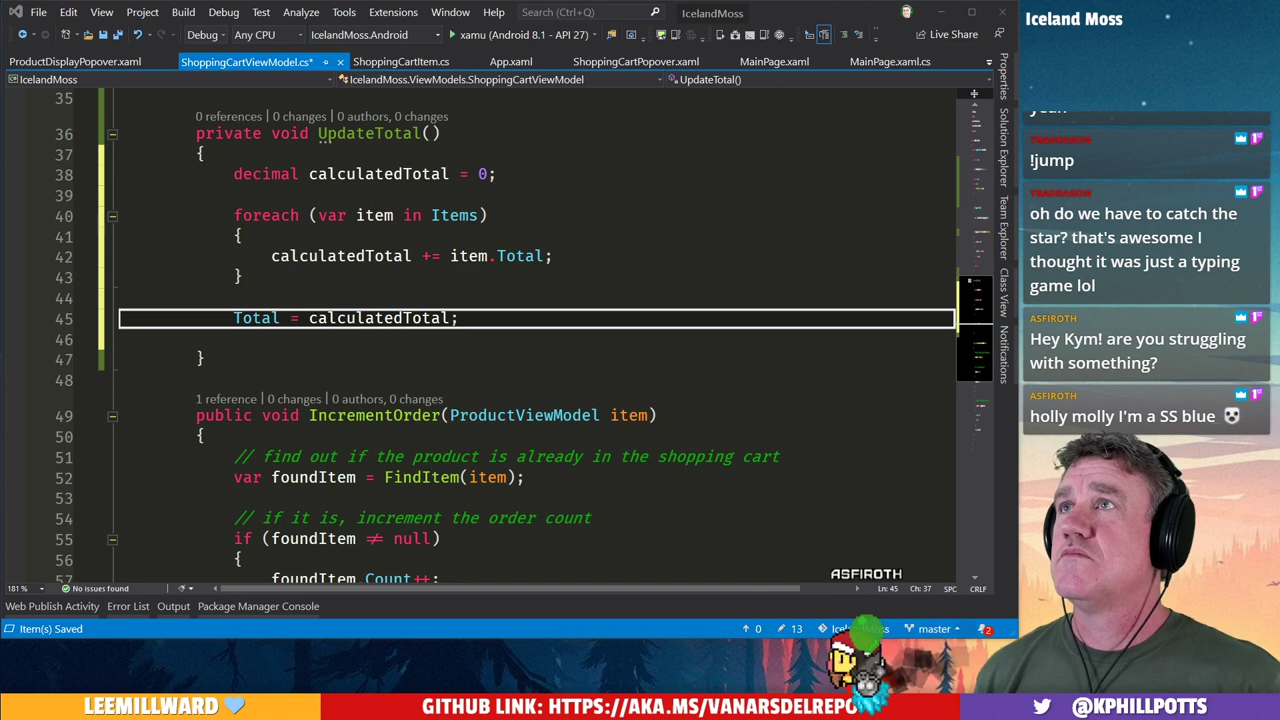 File Edit View Project Build Debug Test Analyze Tools Extensions Window Help Search (Ctrl+Q) IcelandMoss
Debug Any CPU IcelandMoss.Android xamu (Android 8.1 - API 27) Live Share
ProductDisplayPopover.xaml ShoppingCartViewModel.cs* ShoppingCartItem.cs App.xaml ShoppingCartPopover.xaml MainPage.xaml MainPage.xaml.cs
IcelandMoss IcelandMoss.ViewModels.ShoppingCartViewModel UpdateTotal()
35
0 references | 0 changes | 0 authors, 0 changes
36 private void UpdateTotal()
37 {
38 decimal calculatedTotal = 0;
39
40 foreach (var item in Items)
41 {
42 calculatedTotal += item.Total;
43 }
44
45 Total = calculatedTotal;
46
47 }
48
1 reference | 0 changes | 0 authors, 0 changes
49 public void IncrementOrder(ProductViewModel item)
50 {
51 // find out if the product is already in the shopping cart
52 var foundItem = FindItem(item);
53
54 // if it is, increment the order count
55 if (foundItem ≠ null)
56 {
57 foundItem.Count++;
ASFIROTH
181 % No issues found Ln: 45 Ch: 37 SPC CRLF
Web Publish Activity Error List Output Package Manager Console
Item(s) Saved 0 13 master 2
Properties
Solution Explorer
Team Explorer
Class View
Notifications
Iceland Moss
yeah
!jump
oh do we have to catch the
star? that's awesome I
thought it was just a typing
game lol
ASFIROTH
Hey Kym! are you struggling
with something?
ASFIROTH
holly molly I'm a SS blue
LEEMILLWARD
GITHUB LINK: HTTPS://AKA.MS/VANARSDELREPO
@KPHILLPOTTS